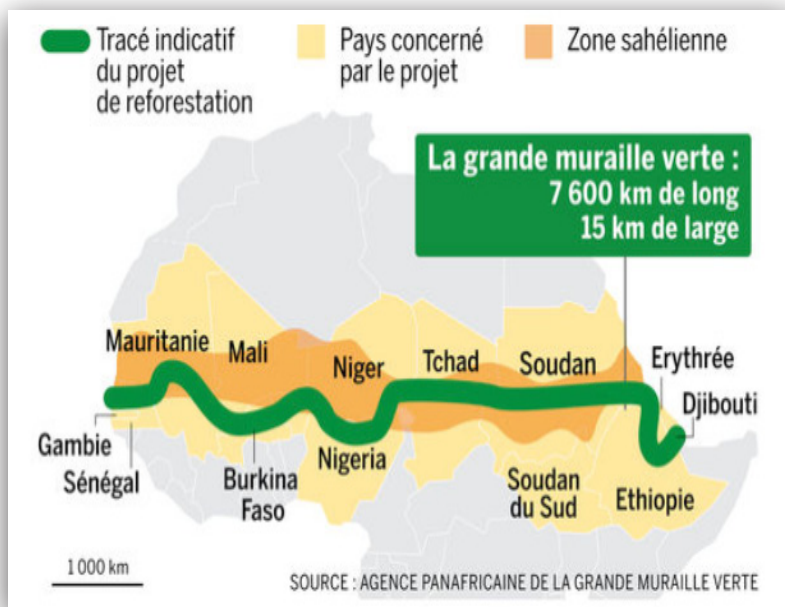 Tracé indicatif
du projet
de reforestation
Pays concerné
par le projet
Zone sahélienne
La grande muraille verte :
7 600 km de long
15 km de large
Mauritanie
Mali
Niger
Tchad
Soudan
Erythrée
Djibouti
Gambie
Sénégal
Burkina
Faso
Nigeria
Soudan
du Sud
Ethiopie
1 000 km
SOURCE : AGENCE PANAFRICAINE DE LA GRANDE MURAILLE VERTE